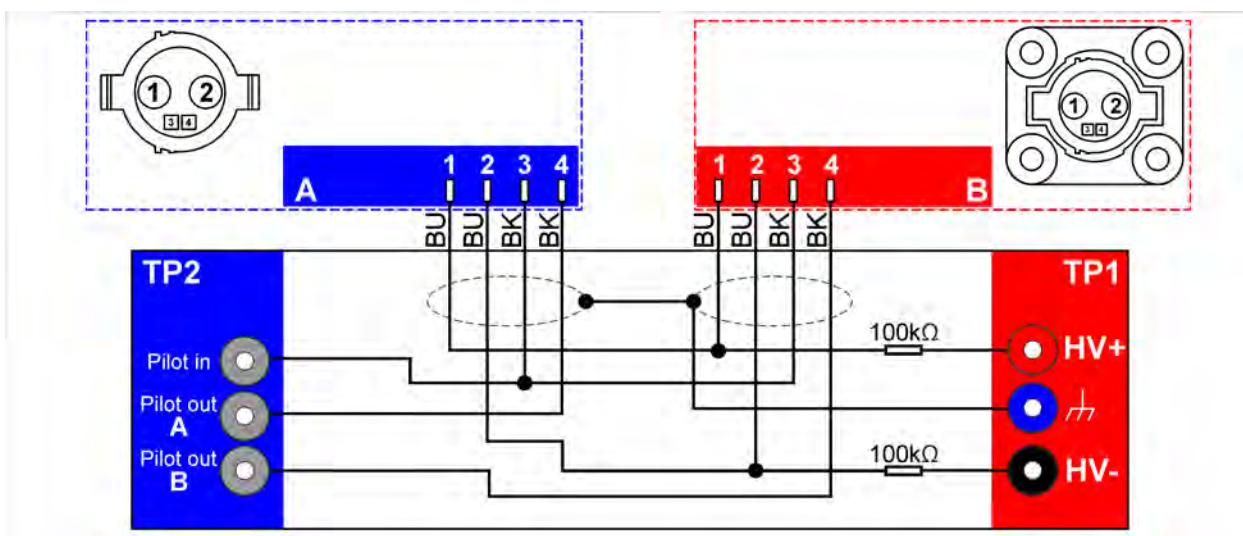 1 2
3 4
1 2 3 4
A
BU BU BK BK
1 2
3 4
1 2 3 4
B
BU BU BK BK
TP2
Pilot in
Pilot out
A
Pilot out
B
TP1
100kΩ
HV+
100kΩ
HV-